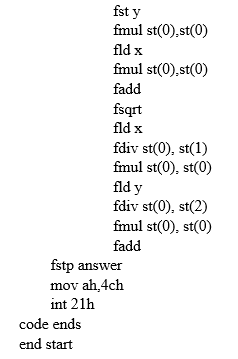 fst y
fmul st(0),st(0)
fld x
fmul st(0),st(0)
fadd
fsqrt
fld x
fdiv st(0), st(1)
fmul st(0), st(0)
fld y
fdiv st(0), st(2)
fmul st(0), st(0)
fadd
fstp answer
mov ah,4ch
int 21h
code ends
end start